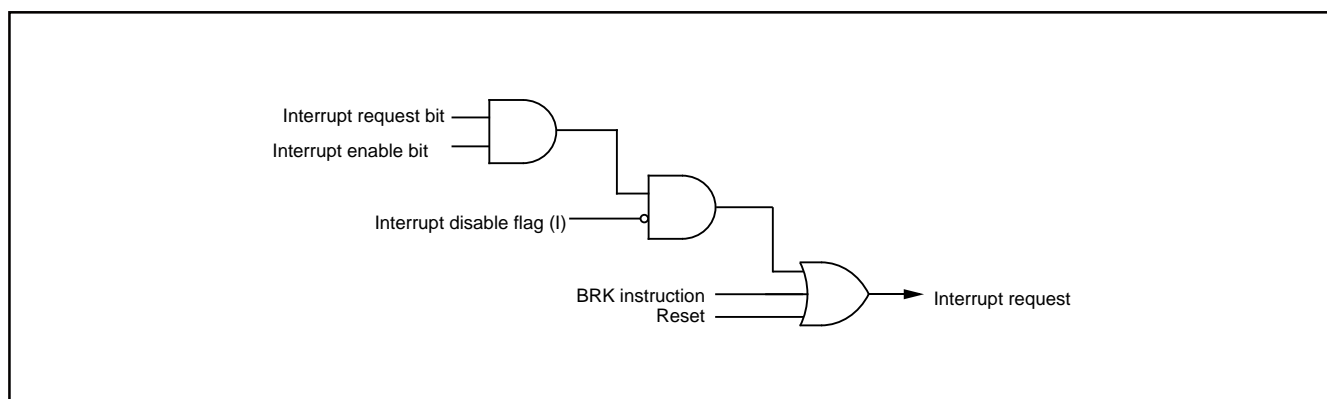 Interrupt request bit
Interrupt enable bit
Interrupt disable flag (I)
BRK instruction
Reset
Interrupt request